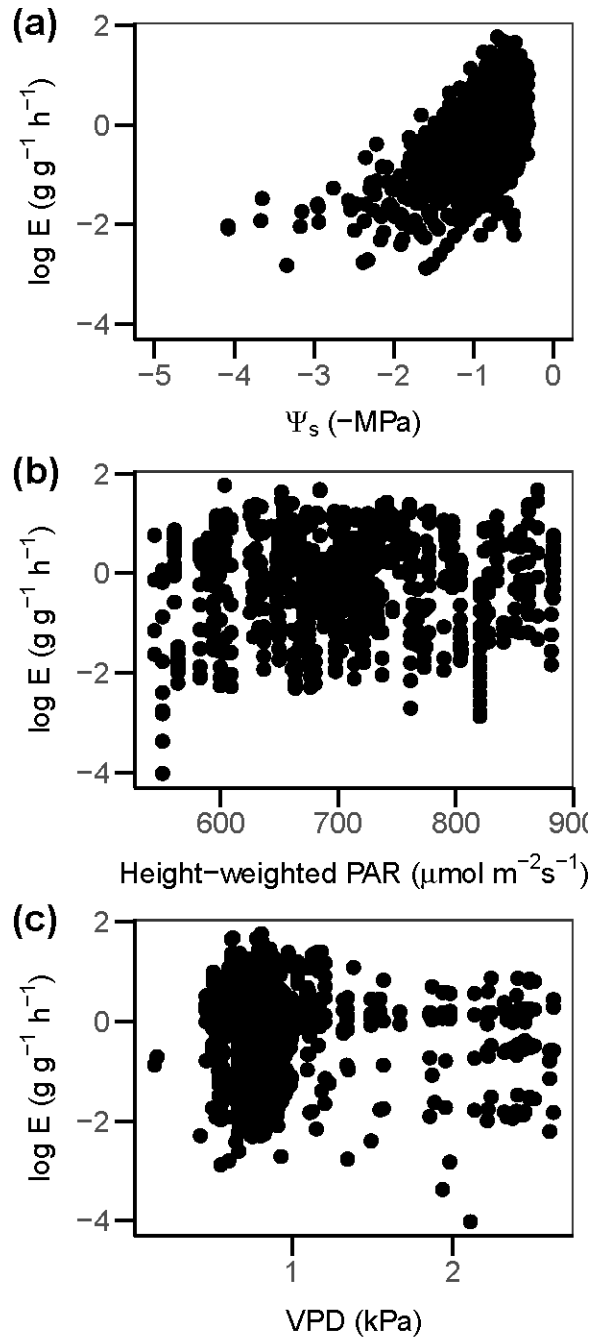 (a)
2
0
−2
−4
log E (g g⁻¹ h⁻¹)
−5 −4 −3 −2 −1 0
Ψs (−MPa)
(b)
2
0
−2
−4
log E (g g⁻¹ h⁻¹)
600 700 800 900
Height−weighted PAR (μmol m⁻²s⁻¹)
(c)
2
0
−2
−4
log E (g g⁻¹ h⁻¹)
1 2
VPD (kPa)